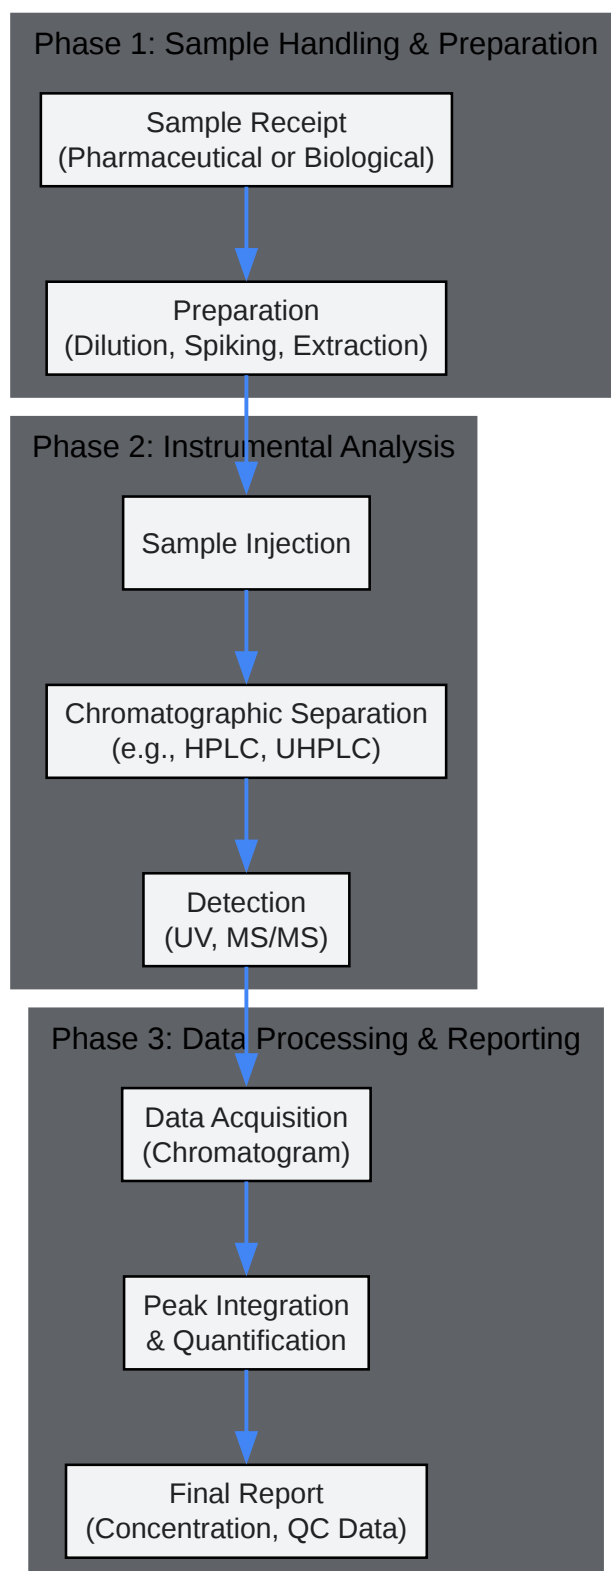 Phase 1: Sample Handling & Preparation
Sample Receipt
(Pharmaceutical or Biological)
Preparation
(Dilution, Spiking, Extraction)
Phase 2: Instrumental Analysis
Sample Injection
Chromatographic Separation
(e.g., HPLC, UHPLC)
Detection
(UV, MS/MS)
Phase 3: Data Processing & Reporting
Data Acquisition
(Chromatogram)
Peak Integration
& Quantification
Final Report
(Concentration, QC Data)